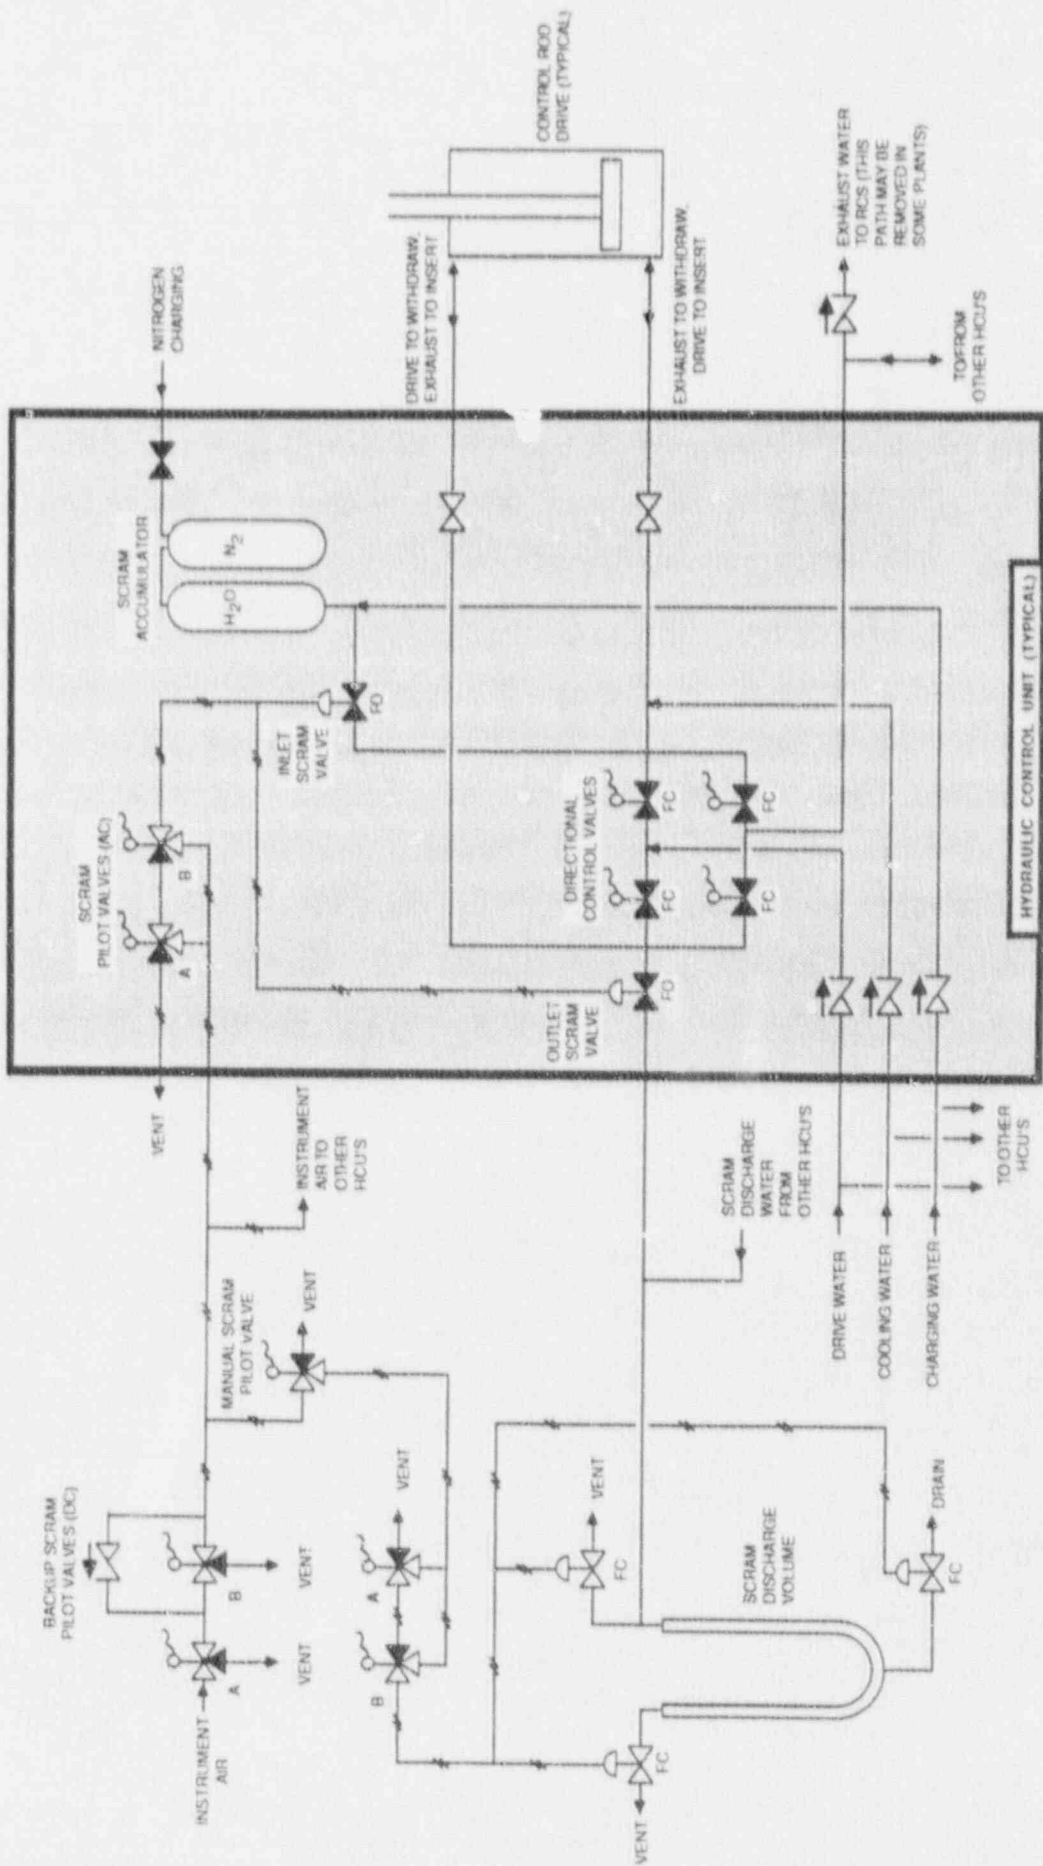 BACKUP SCRAM
PILOT VALVES (DC)
INSTRUMENT
AIR
A
VENT
B
VENT
MANUAL SCRAM
PILOT VALVE
VENT
INSTRUMENT
AIR TO
OTHER
HCU'S
VENT
SCRAM
PILOT VALVES (AC)
A
B
SCRAM
ACCUMULATOR
H2O
N2
NITROGEN
CHARGING
INLET
SCRAM
VALVE
FO
B
A
VENT
OUTLET
SCRAM
VALVE
FO
DIRECTIONAL
CONTROL VALVES
FC
FC
FC
FC
DRIVE TO WITHDRAW,
EXHAUST TO INSERT
EXHAUST TO WITHDRAW,
DRIVE TO INSERT
CONTROL ROD
DRIVE (TYPICAL)
VENT
FC
VENT
FC
SCRAM
DISCHARGE
VOLUME
DRAIN
FC
SCRAM
DISCHARGE
WATER
FROM
OTHER HCU'S
DRIVE WATER
COOLING WATER
CHARGING WATER
TO OTHER
HCU'S
EXHAUST WATER
TO RCS (THIS
PATH MAY BE
REMOVED IN
SOME PLANTS)
TO/FROM
OTHER HCU'S
HYDRAULIC CONTROL UNIT (TYPICAL)